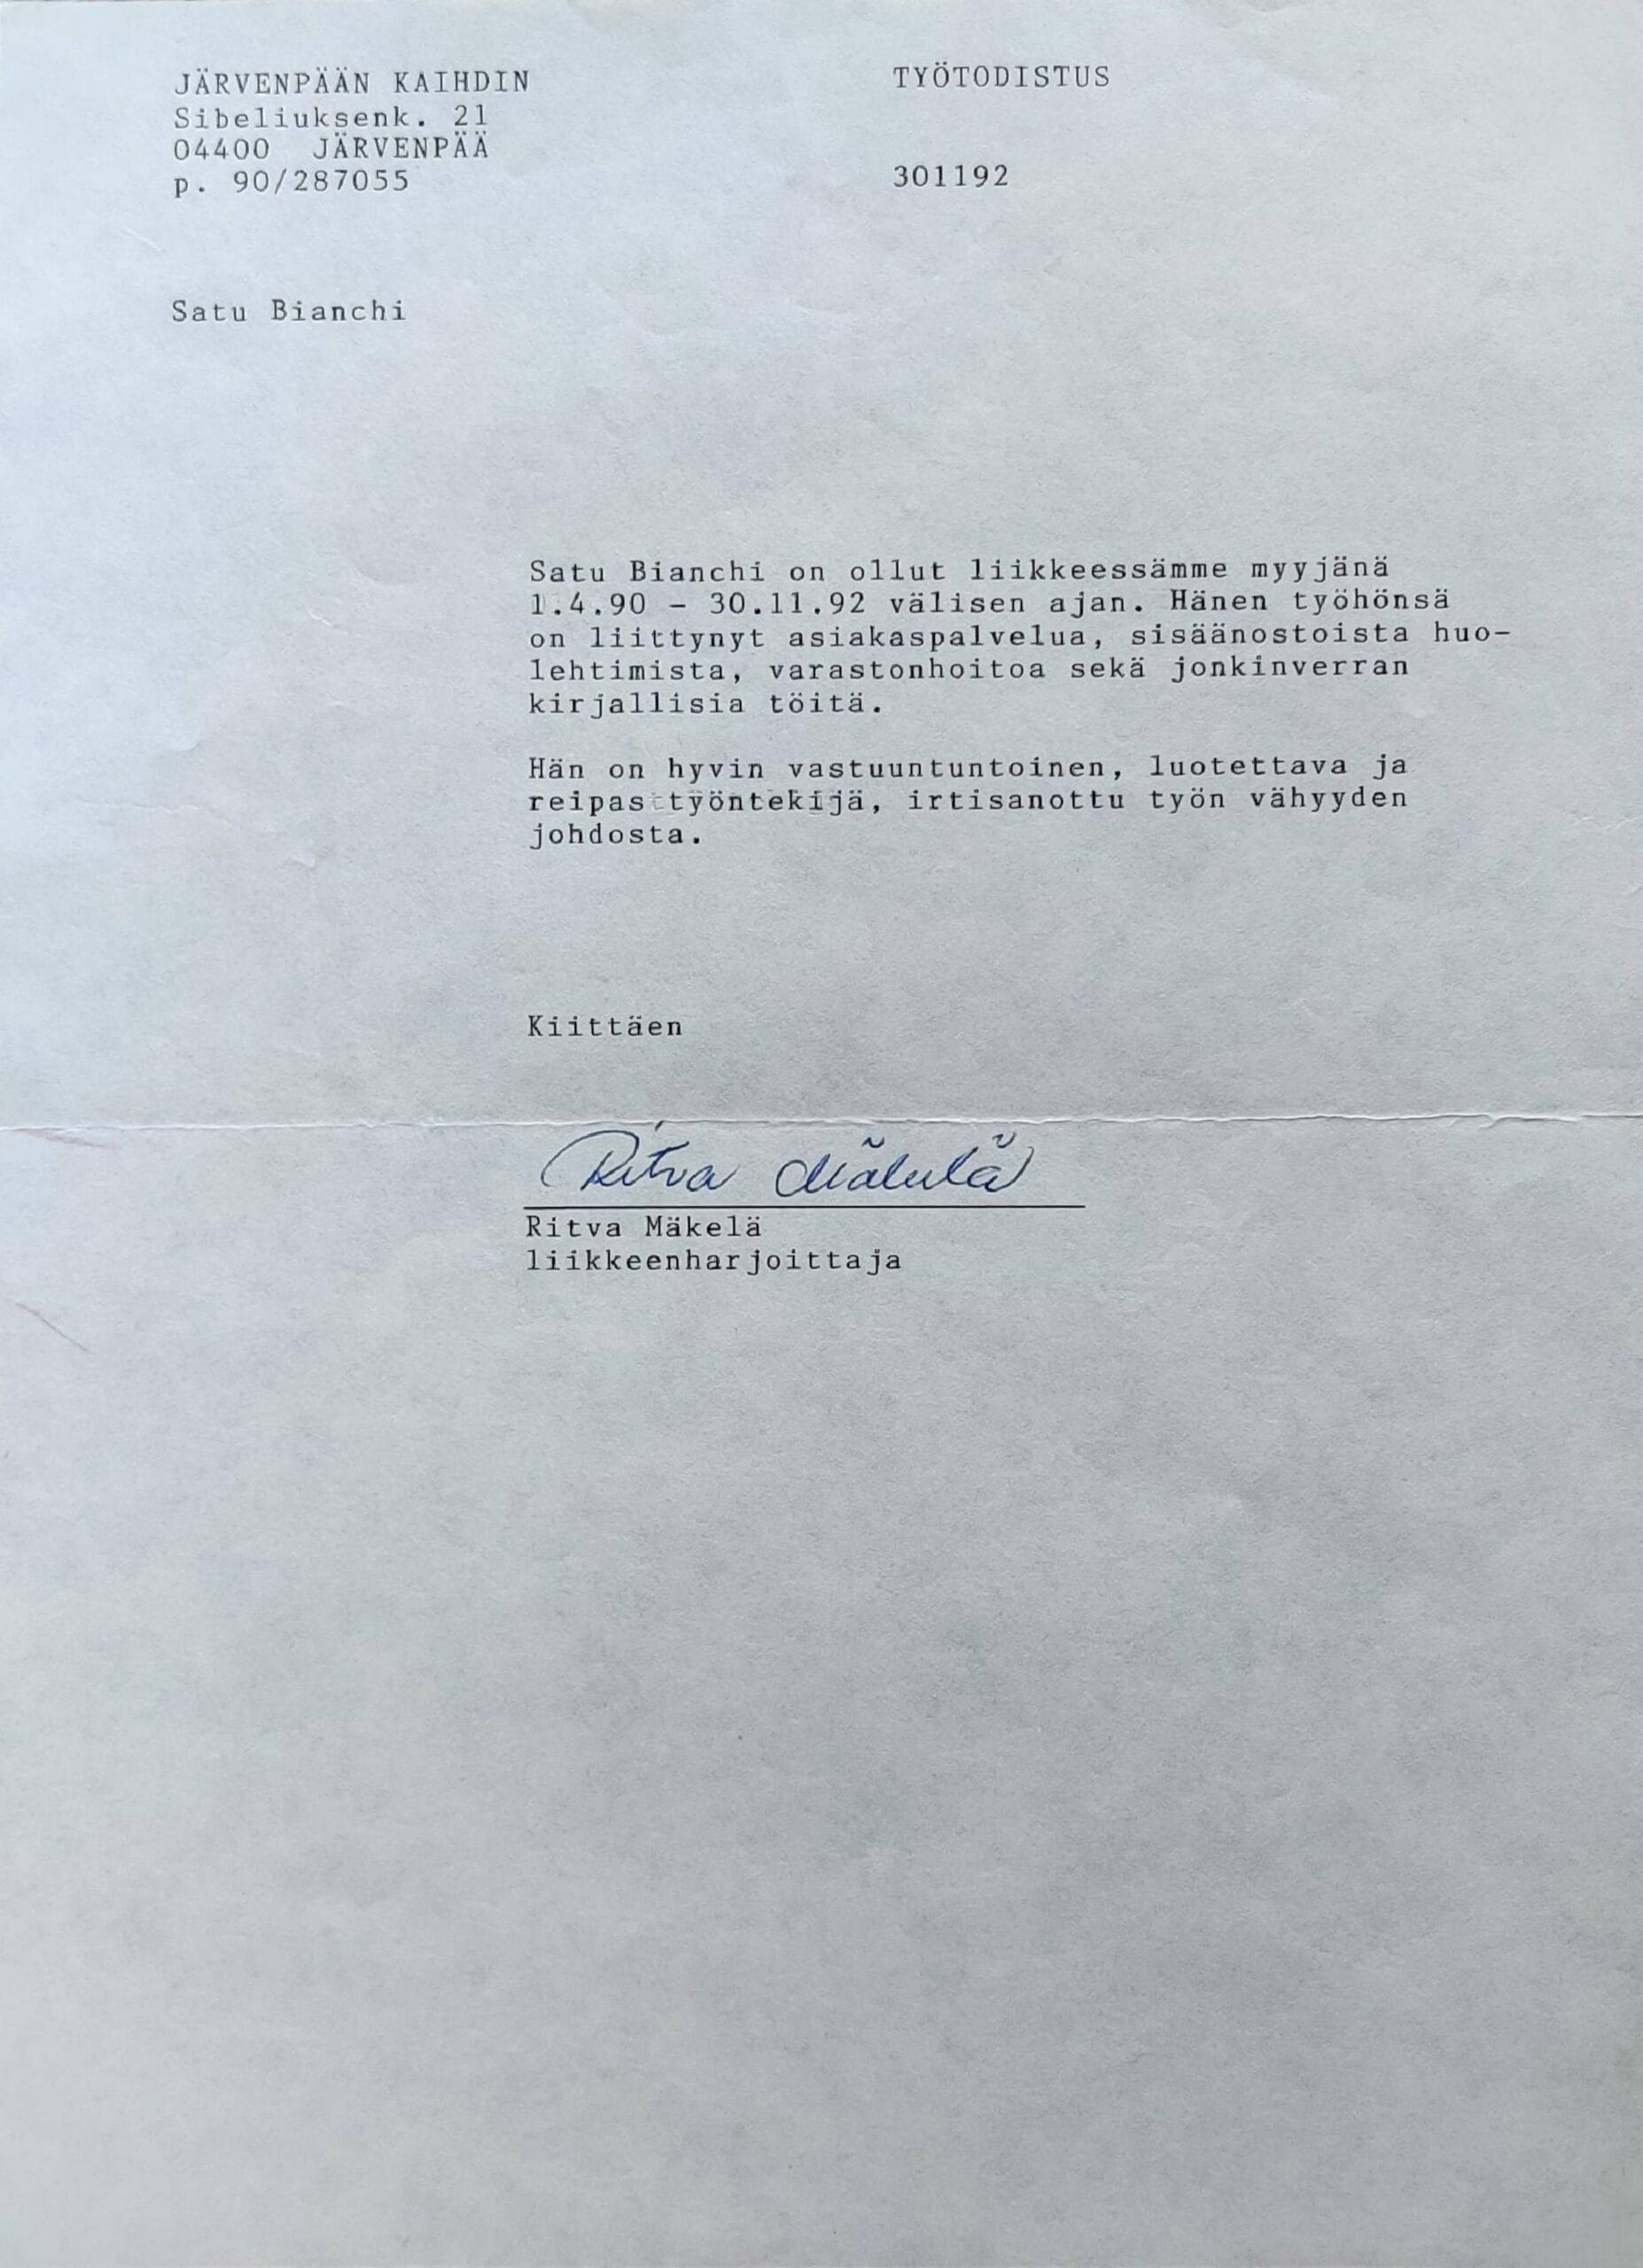 JÄRVENPÄÄN KAIHDIN
Sibeliuksenk. 21
04400 JÄRVENPÄÄ
p. 90/287055
TYÖTODISTUS
301192
Satu Bianchi
Satu Bianchi on ollut liikkeessämme myyjänä
1.4.90 - 30.11.92 välisen ajan. Hänen työhönsä
on liittynyt asiakaspalvelua, sisäänostoista huo-
lehtimista, varastonhoitoa sekä jonkinverran
kirjallisia töitä.
Hän on hyvin vastuuntuntoinen, luotettava ja
reipas työntekijä, irtisanottu työn vähyyden
johdosta.
Kiittäen
Ritva Mäkelä
Ritva Mäkelä
liikkeenharjoittaja